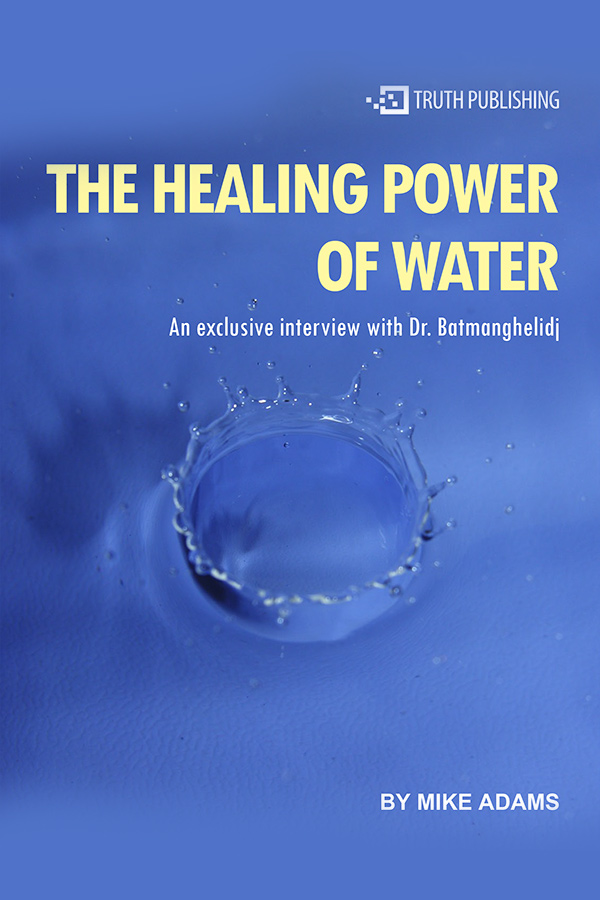 TRUTH PUBLISHING
THE HEALING POWER
OF WATER
An exclusive interview with Dr. Batmanghelidj
BY MIKE ADAMS